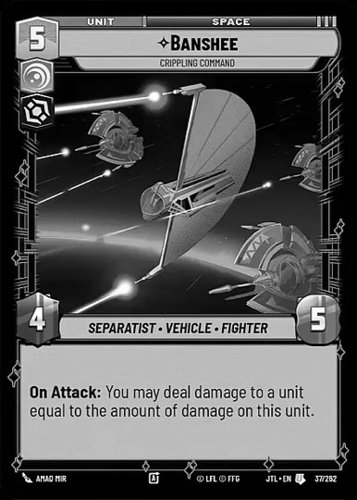 UNIT SPACE
5
Banshee
CRIPPLING COMMAND
4
5
SEPARATIST • VEHICLE • FIGHTER
On Attack: You may deal damage to a unit
equal to the amount of damage on this unit.
AMAD MIR
© LFL © FFG
JTL • EN
37/262